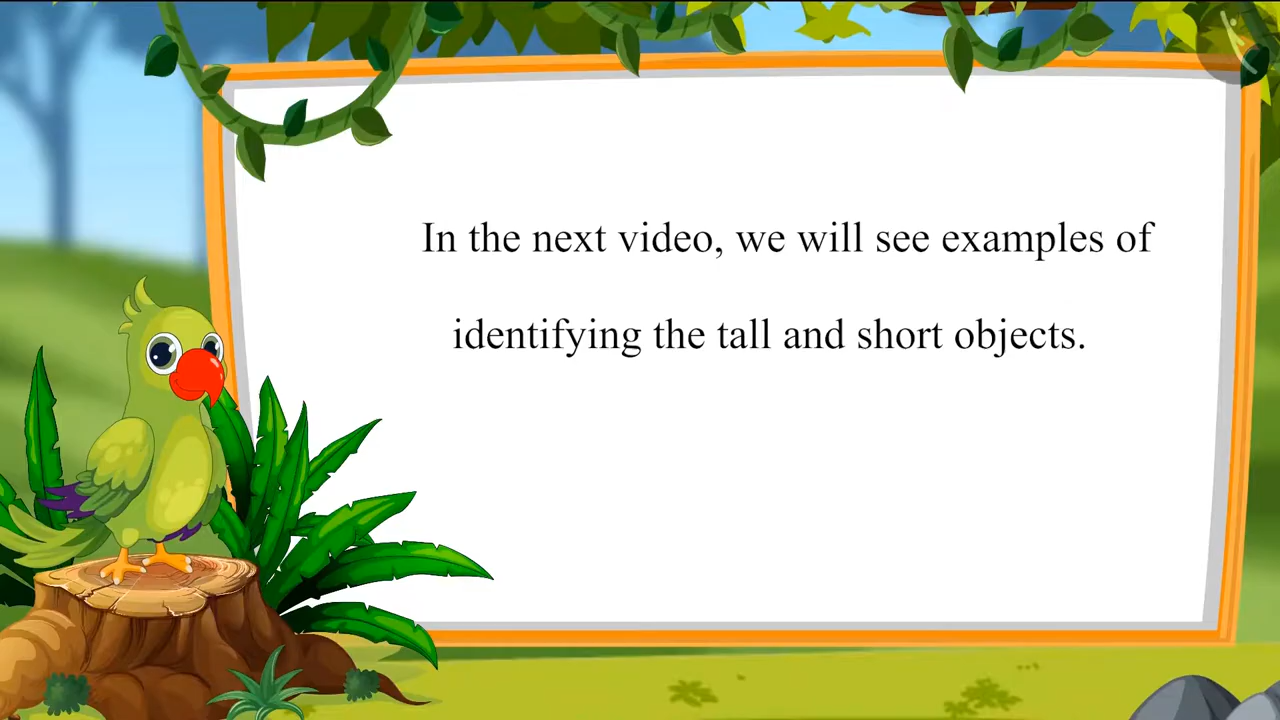 In the next video, we will see examples of
identifying the tall and short objects.